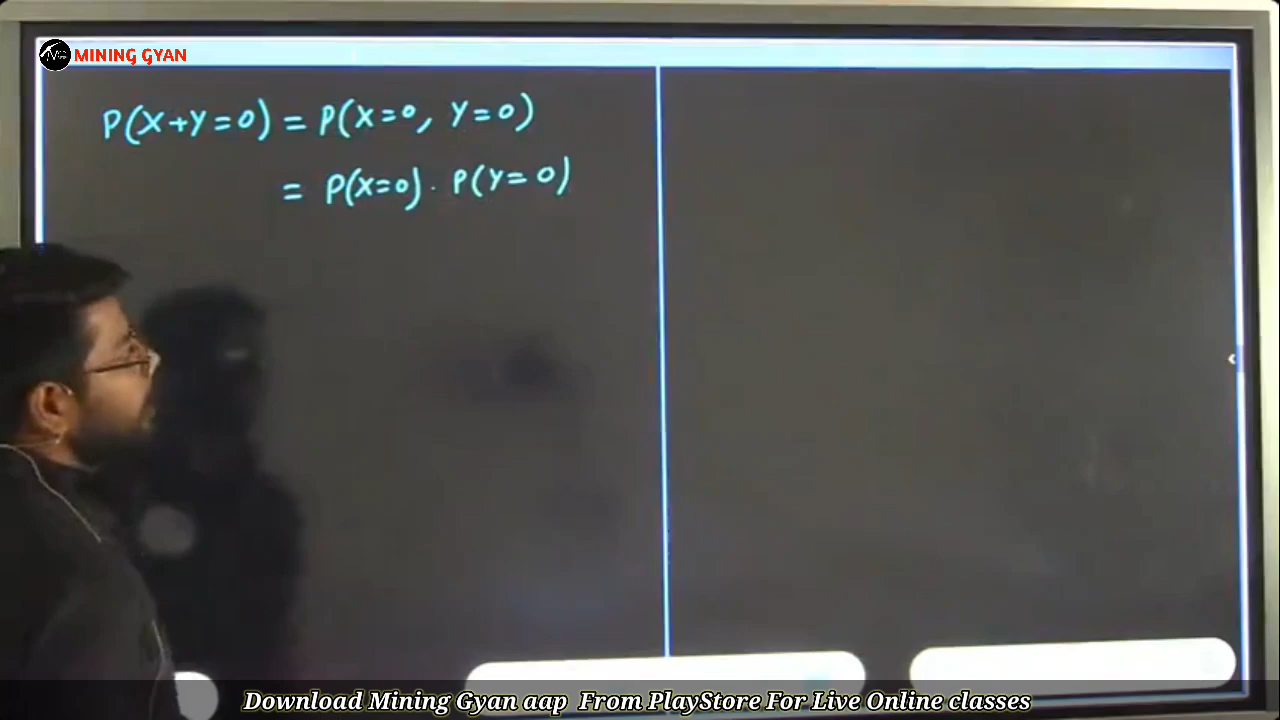 MINING GYAN
P(X+Y=0) = P(X=0, Y=0)
= P(X=0) · P(Y=0)
Download Mining Gyan aap From PlayStore For Live Online classes